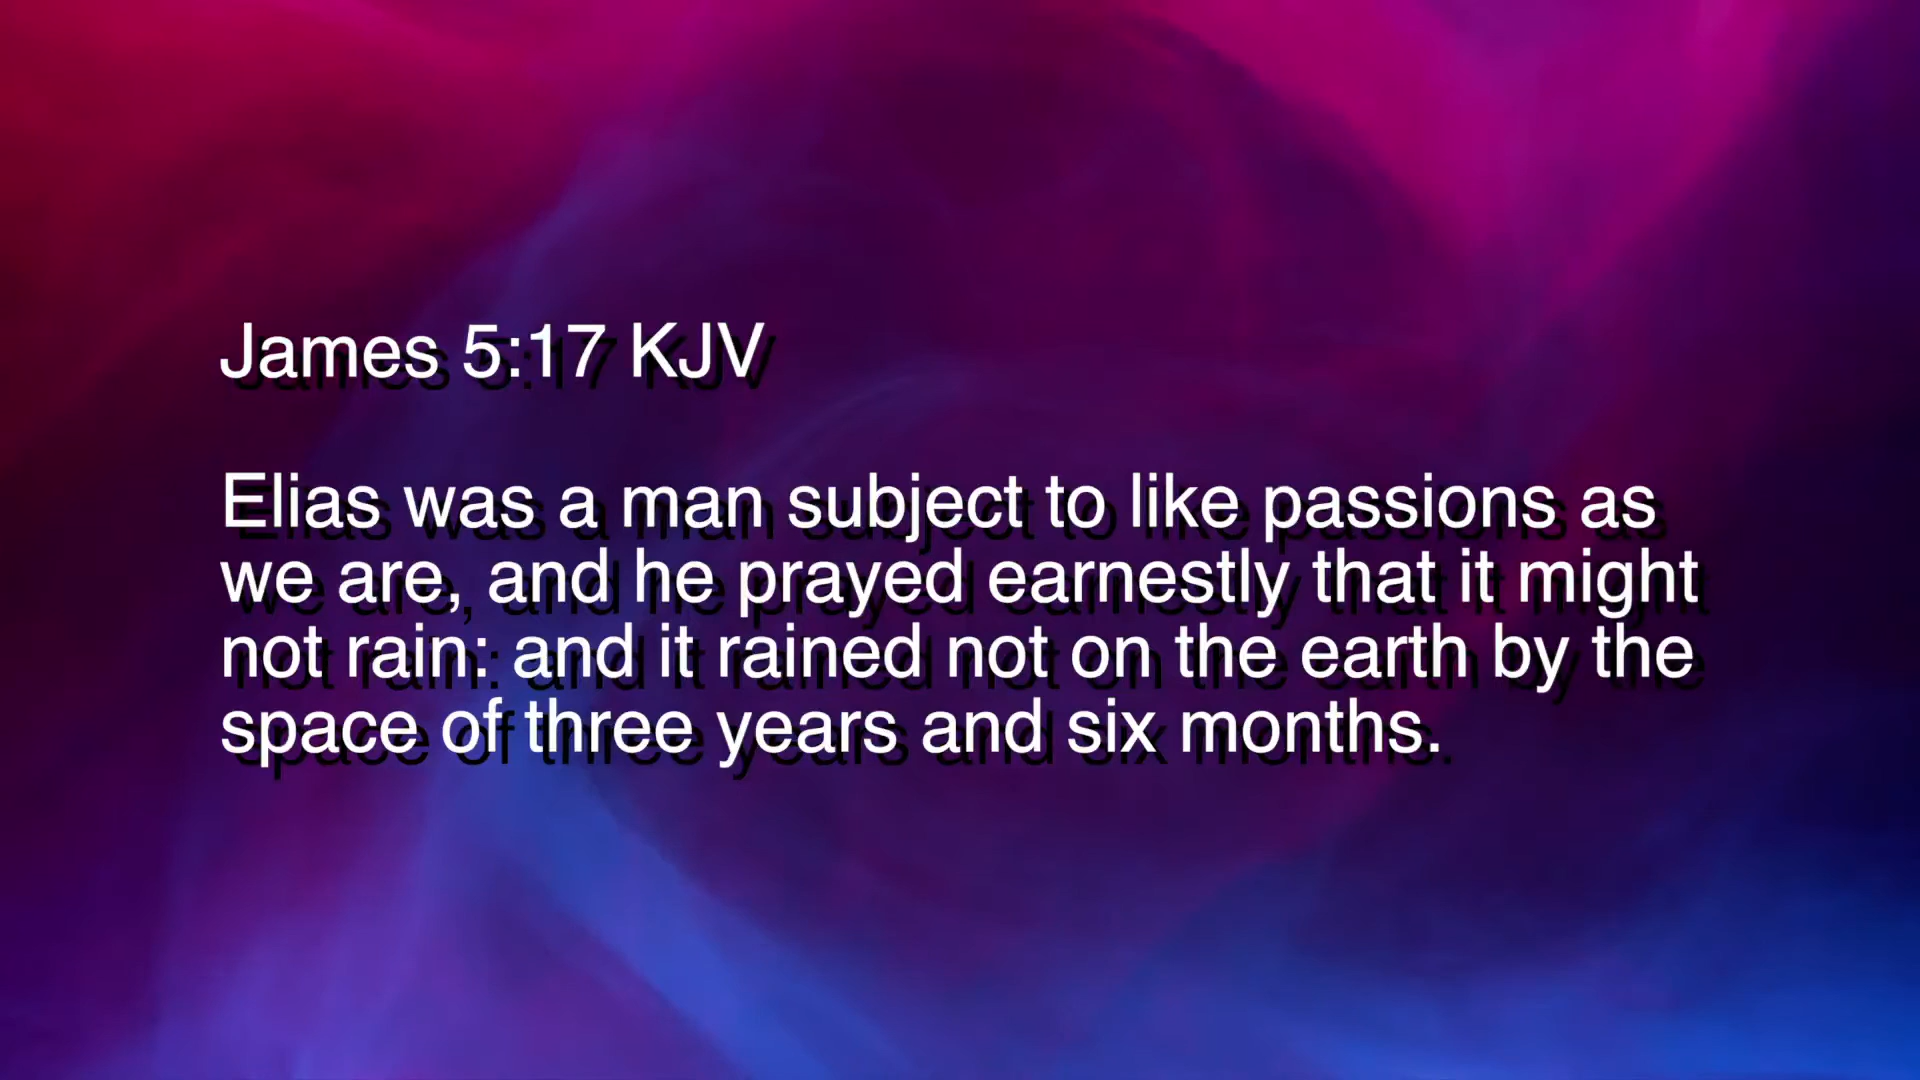 James 5:17 KJV
Elias was a man subject to like passions as
we are, and he prayed earnestly that it might
not rain: and it rained not on the earth by the
space of three years and six months.